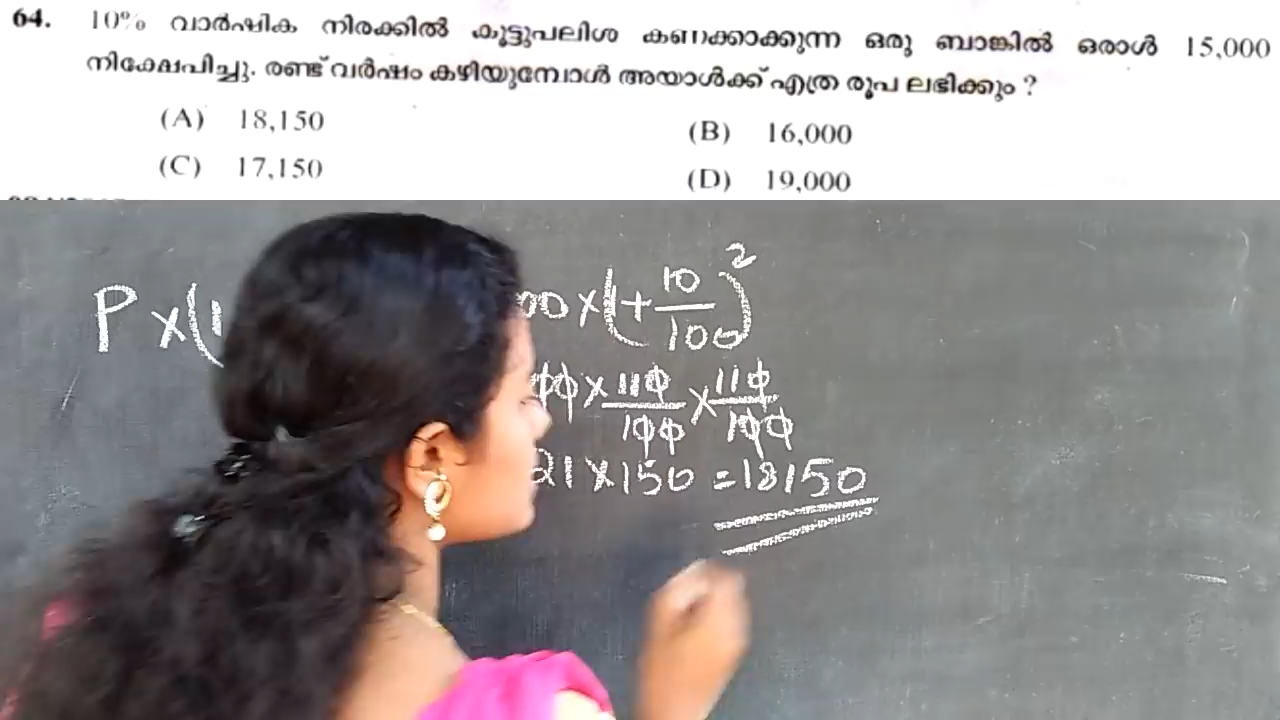 64. 10% വാർഷിക നിരക്കിൽ കൂട്ടുപലിശ കണക്കാക്കുന്ന ഒരു ബാങ്കിൽ ഒരാൾ 15,000
നിക്ഷേപിച്ചു. രണ്ട് വർഷം കഴിയുമ്പോൾ അയാൾക്ക് എത്ര രൂപ ലഭിക്കും ?
(A) 18,150 (B) 16,000
(C) 17,150 (D) 19,000
P×(1 00×(1+10/100)²
00×110/100×110/100
21×150=18150